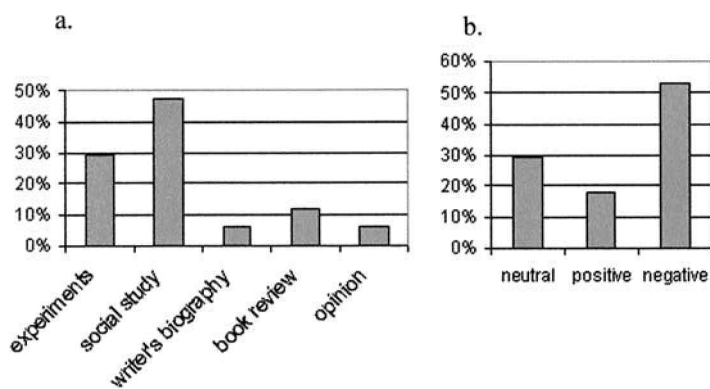 a.
50%
40%
30%
20%
10%
0%
experiments
social study
writer's biography
book review
opinion
b.
60%
50%
40%
30%
20%
10%
0%
neutral
positive
negative